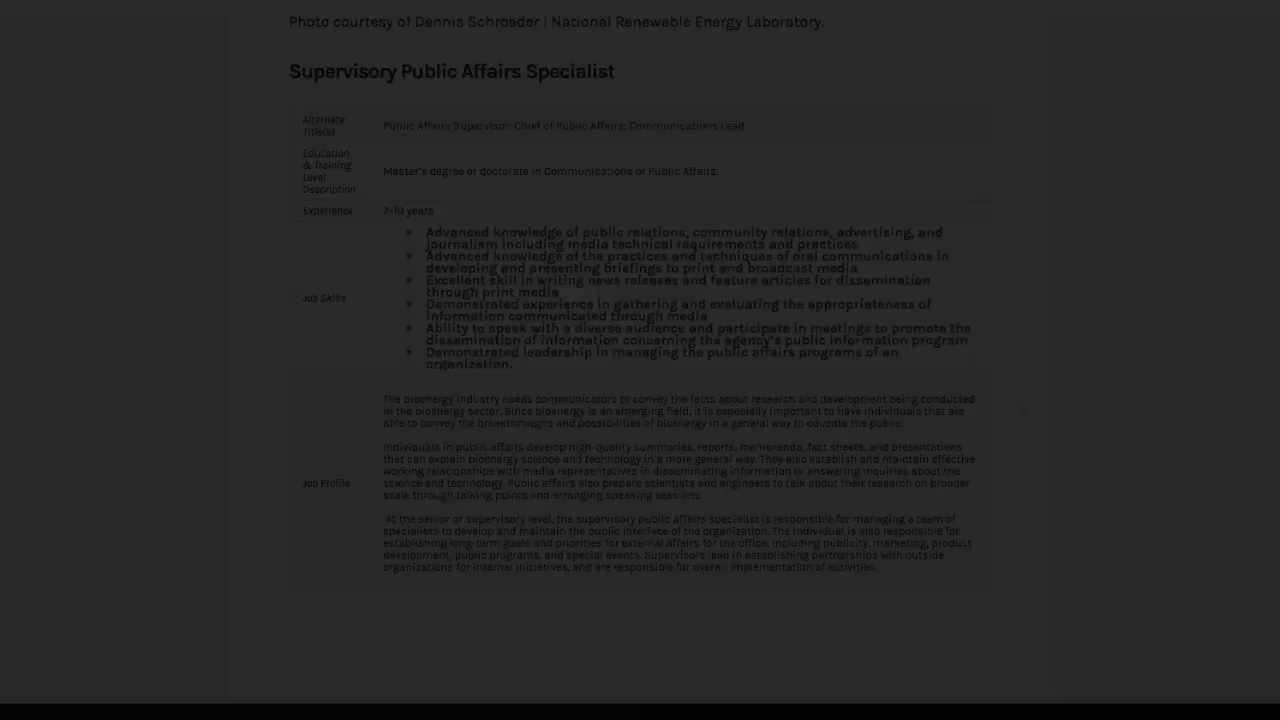 Photo courtesy of Dennis Schroeder | National Renewable Energy Laboratory.
Supervisory Public Affairs Specialist
Alternate
Title(s)
Public Affairs Supervisor; Chief of Public Affairs; Communications Lead
Education
& Training
Level
Description
Master's degree or doctorate in Communications or Public Affairs.
Experience
7-10 years
Job Skills
• Advanced knowledge of public relations, community relations, advertising, and
journalism including media technical requirements and practices
• Advanced knowledge of the practices and techniques of oral communications in
developing and presenting briefings to print and broadcast media
• Excellent skill in writing news releases and feature articles for dissemination
through print media
• Demonstrated experience in gathering and evaluating the appropriateness of
information communicated through media
• Ability to speak with a diverse audience and participate in meetings to promote the
dissemination of information concerning the agency's public information program
• Demonstrated leadership in managing the public affairs programs of an
organization.
Job Profile
The bioenergy industry needs communicators to convey the facts about research and development being conducted
in the bioenergy sector. Since bioenergy is an emerging field, it is especially important to have individuals that are
able to convey the breakthroughs and possibilities of bioenergy in a general way to educate the public.
Individuals in public affairs develop high-quality summaries, reports, memoranda, fact sheets, and presentations
that can explain bioenergy science and technology in a more general way. They also establish and maintain effective
working relationships with media representatives in disseminating information or answering inquiries about the
science and technology. Public affairs also prepare scientists and engineers to talk about their research on broader
scale through talking points and arranging speaking sessions.
At the senior or supervisory level, the supervisory public affairs specialist is responsible for managing a team of
specialists to develop and maintain the public interface of the organization. The individual is also responsible for
establishing long-term goals and priorities for external affairs for the office, including publicity, marketing, product
development, public programs, and special events. Supervisors lead in establishing partnerships with outside
organizations for internal initiatives, and are responsible for overall implementation of activities.